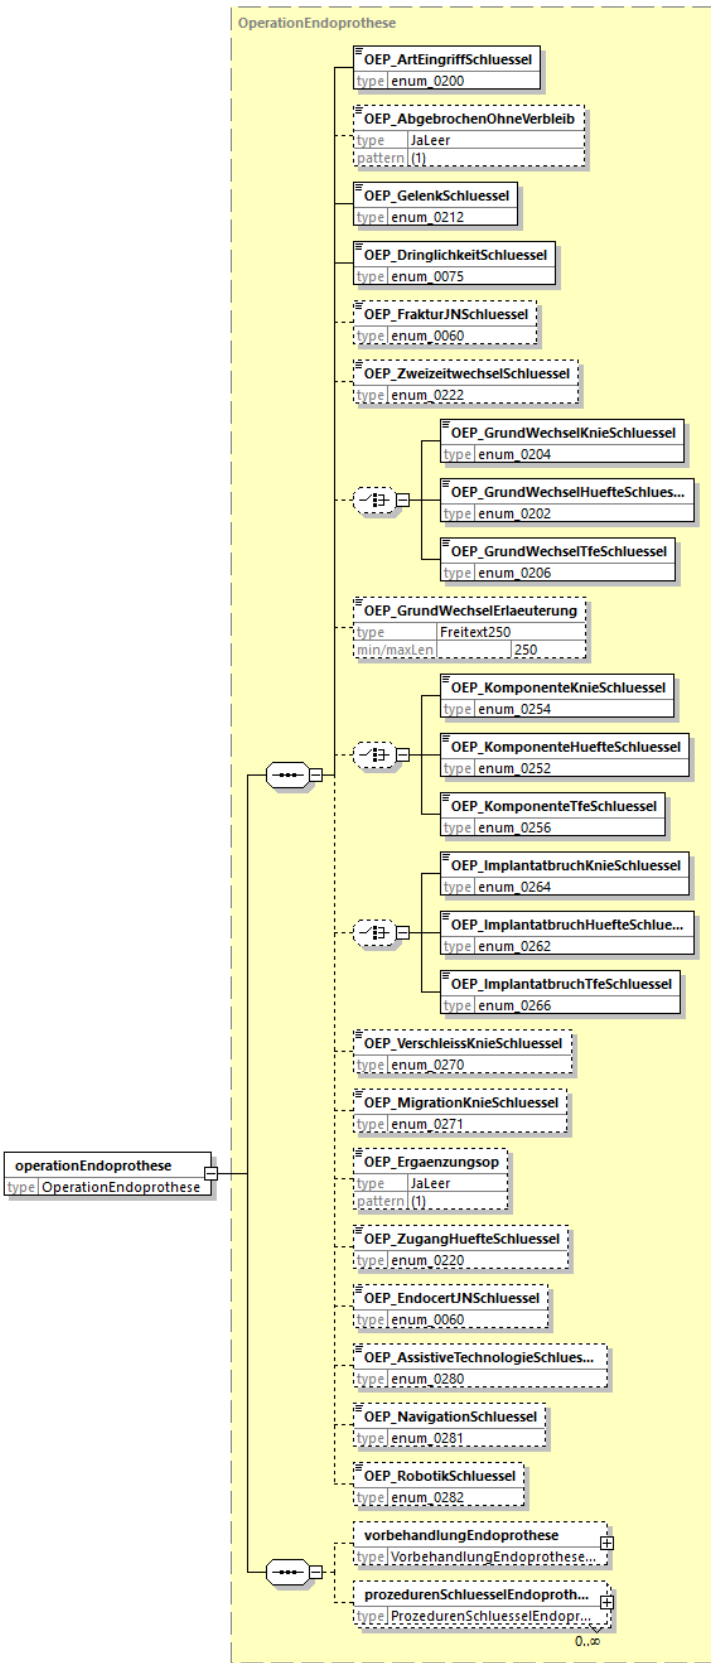 OperationEndoprothese
OEP_ArtEingriffSchluessel
type enum_0200
OEP_AbgebrochenOhneVerbleib
type JaLeer
pattern (1)
OEP_GelenkSchluessel
type enum_0212
OEP_DringlichkeitSchluessel
type enum_0075
OEP_FrakturJNSchluessel
type enum_0060
OEP_ZweizeitwechselSchluessel
type enum_0222
OEP_GrundWechselKnieSchluessel
type enum_0204
OEP_GrundWechselHuefteSchlues...
type enum_0202
OEP_GrundWechselTfeSchluessel
type enum_0206
OEP_GrundWechselErlaeuterung
type Freitext250
min/maxLen 250
OEP_KomponenteKnieSchluessel
type enum_0254
OEP_KomponenteHuefteSchluessel
type enum_0252
OEP_KomponenteTfeSchluessel
type enum_0256
OEP_ImplantatbruchKnieSchluessel
type enum_0264
OEP_ImplantatbruchHuefteSchlue...
type enum_0262
OEP_ImplantatbruchTfeSchluessel
type enum_0266
OEP_VerschleissKnieSchluessel
type enum_0270
OEP_MigrationKnieSchluessel
type enum_0271
operationEndoprothese
type OperationEndoprothese
OEP_Ergaenzungsop
type JaLeer
pattern (1)
OEP_ZugangHuefteSchluessel
type enum_0220
OEP_EndocertJNSchluessel
type enum_0060
OEP_AssistiveTechnologieSchlues...
type enum_0280
OEP_NavigationSchluessel
type enum_0281
OEP_RobotikSchluessel
type enum_0282
vorbehandlungEndoprothese
type VorbehandlungEndoprothese...
prozedurenSchluesselEndoproth...
type ProzedurenSchluesselEndopr...
0..∞